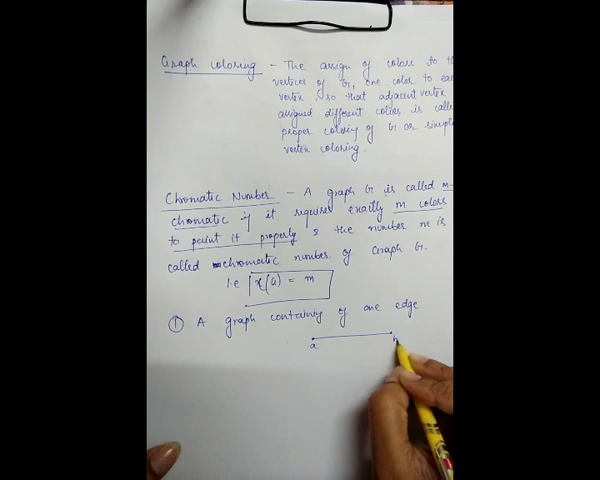 Graph coloring - The assign of colors to th
vertices of G, one color to eac
vertex, so that adjacent vertex
assigned different colors is calle
proper coloring of G or simple
vertex coloring.
Chromatic Number - A graph G is called m-
chromatic if it requires exactly m colors
to paint it properly & the number m is
called chromatic number of Graph G.
i.e χ(G) = m
① A graph containing of one edge
a